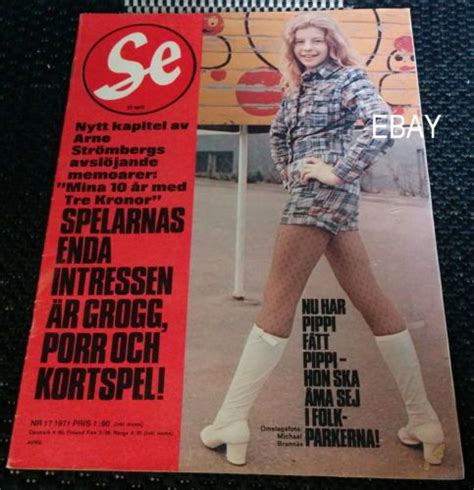 Se
Nytt kapitel av
Arne
Strömbergs
avslöjande
memoarer:
"Mina 10 år med
Tre Kronor"
SPELARNAS
ENDA
INTRESSEN
ÄR GROGG,
PORR OCH
KORTSPEL!
NR 17 1971 PRIS 1:90
APRIL
EBAY
NU HAR
PIPPI
FÅTT
PIPPI-
HON SKA
ÅMA SEJ
I FOLK-
PARKERNA!
Omslagsfoto:
Michael
Brannäs